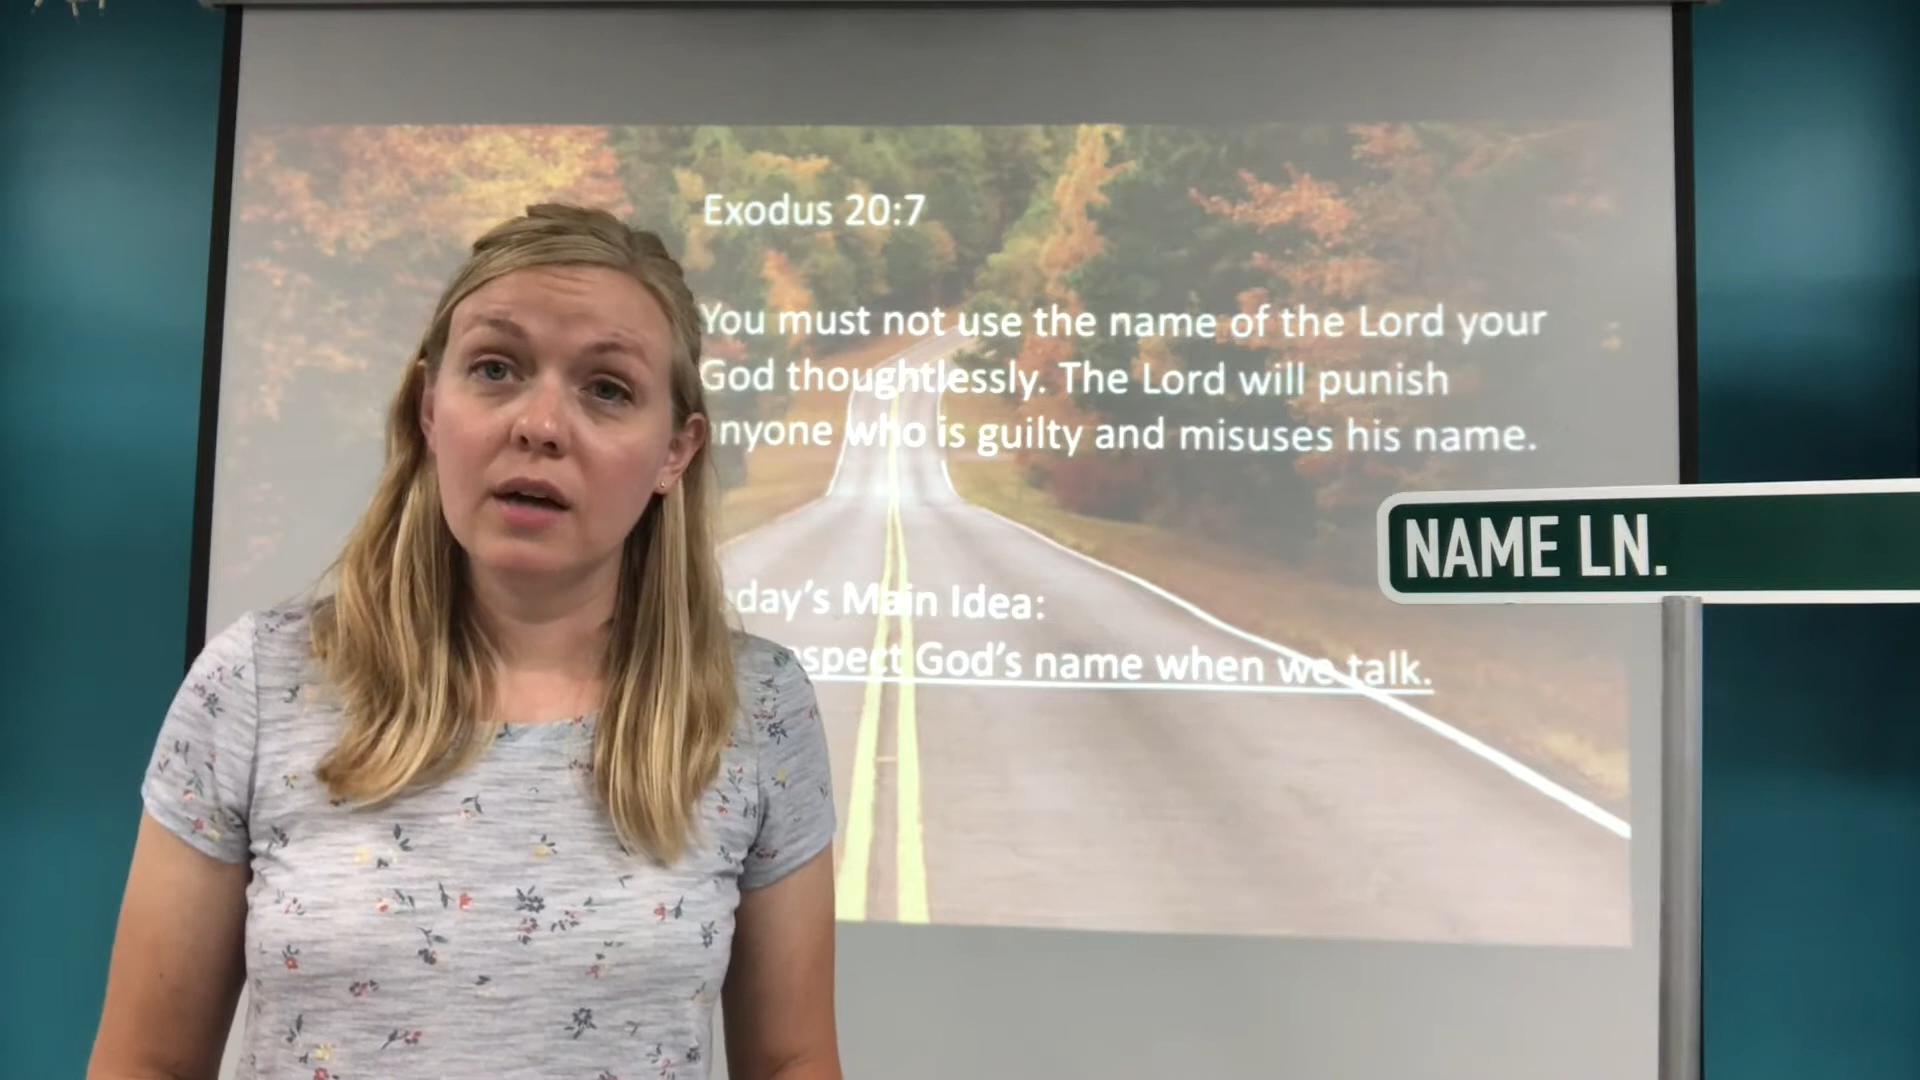 Exodus 20:7
You must not use the name of the Lord your
God thoughtlessly. The Lord will punish
nyone who is guilty and misuses his name.
NAME LN.
day's Main Idea:
spect God's name when we talk.